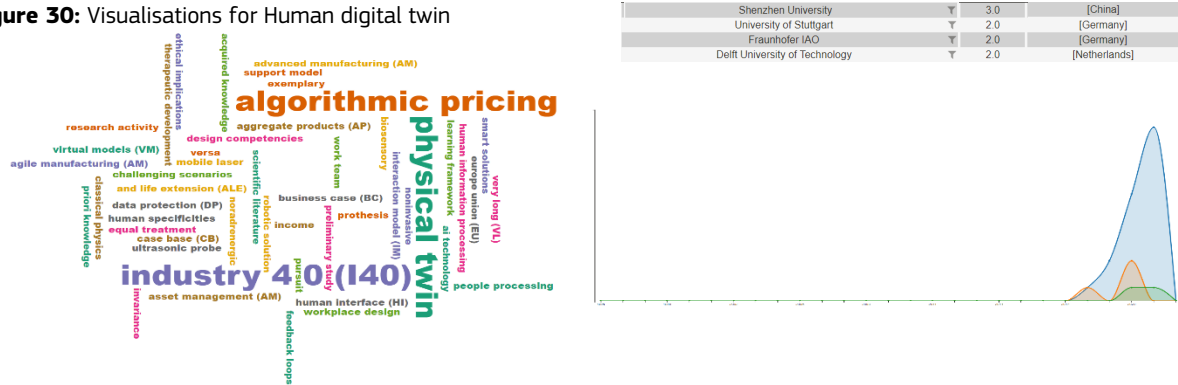 gure 30: Visualisations for Human digital twin
Shenzhen University 3.0 [China]
University of Stuttgart 2.0 [Germany]
Fraunhofer IAO 2.0 [Germany]
Delft University of Technology 2.0 [Netherlands]
ethical implications
therapeutic development
acquired knowledge
advanced manufacturing (AM)
support model
exemplary
algorithmic pricing
research activity
aggregate products (AP)
design competencies
virtual models (VM)
versa
agile manufacturing (AM)
mobile laser
challenging scenarios
scientific literature
work team
biosensory
physical twin
learning framework
human information processing
smart solutions
europe union (EU)
very long (VL)
interaction model (IM)
noninvasive
classical physics
priori knowledge
and life extension (ALE)
data protection (DP)
human specificities
equal treatment
case base (CB)
ultrasonic probe
noradrenergic
robotic solution
business case (BC)
income
preliminary study
prothesis
ai technology
industry 4.0 (I40)
pursuit
people processing
invariance
asset management (AM)
human interface (HI)
workplace design
feedback loops